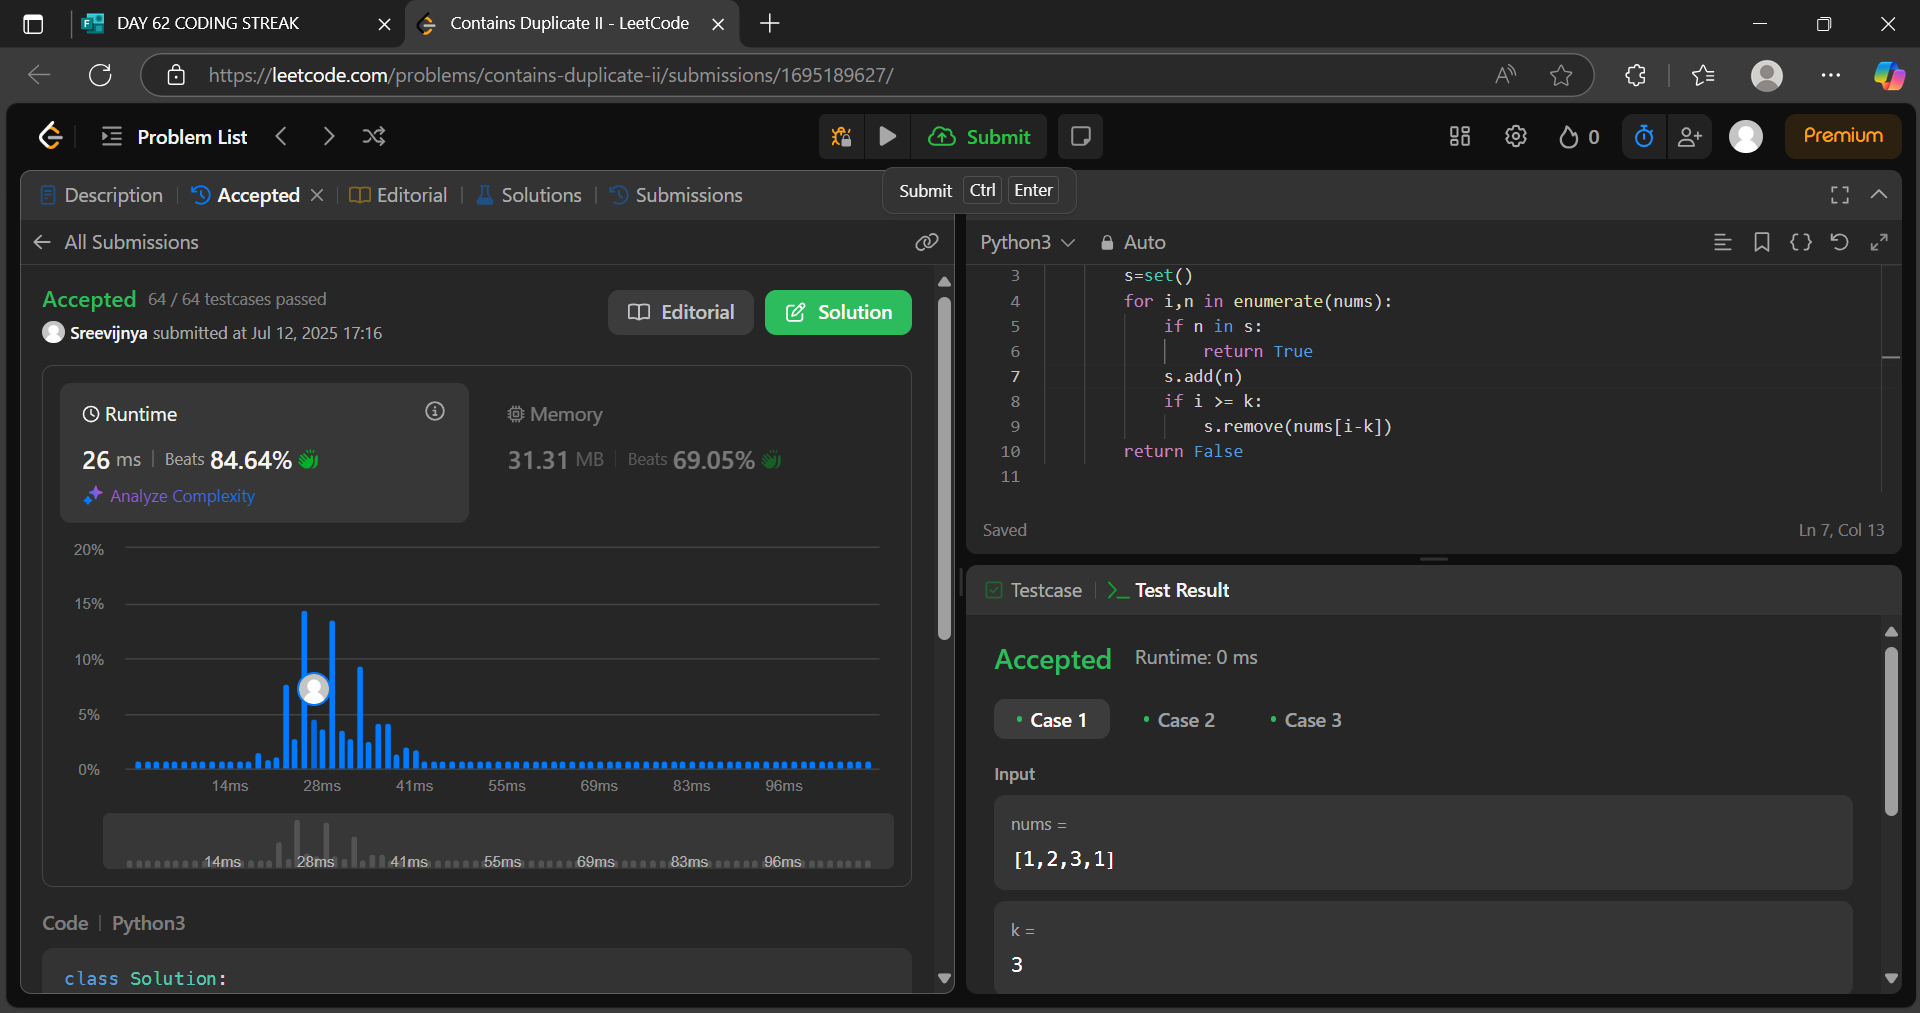 DAY 62 CODING STREAK
Contains Duplicate II - LeetCode
https://leetcode.com/problems/contains-duplicate-ii/submissions/1695189627/
Problem List
Submit
0
Premium
Description
Accepted
Editorial
Solutions
Submissions
Submit Ctrl Enter
All Submissions
Accepted 64 / 64 testcases passed
Sreevijnya submitted at Jul 12, 2025 17:16
Editorial
Solution
Runtime
26 ms | Beats 84.64%
Analyze Complexity
Memory
31.31 MB | Beats 69.05%
20%
15%
10%
5%
0%
14ms 28ms 41ms 55ms 69ms 83ms 96ms
14ms 28ms 41ms 55ms 69ms 83ms 96ms
Code | Python3
class Solution:
Python3 Auto
3 s=set()
4 for i,n in enumerate(nums):
5 if n in s:
6 return True
7 s.add(n)
8 if i >= k:
9 s.remove(nums[i-k])
10 return False
11
Saved
Ln 7, Col 13
Testcase
Test Result
Accepted Runtime: 0 ms
Case 1
Case 2
Case 3
Input
nums =
[1,2,3,1]
k =
3